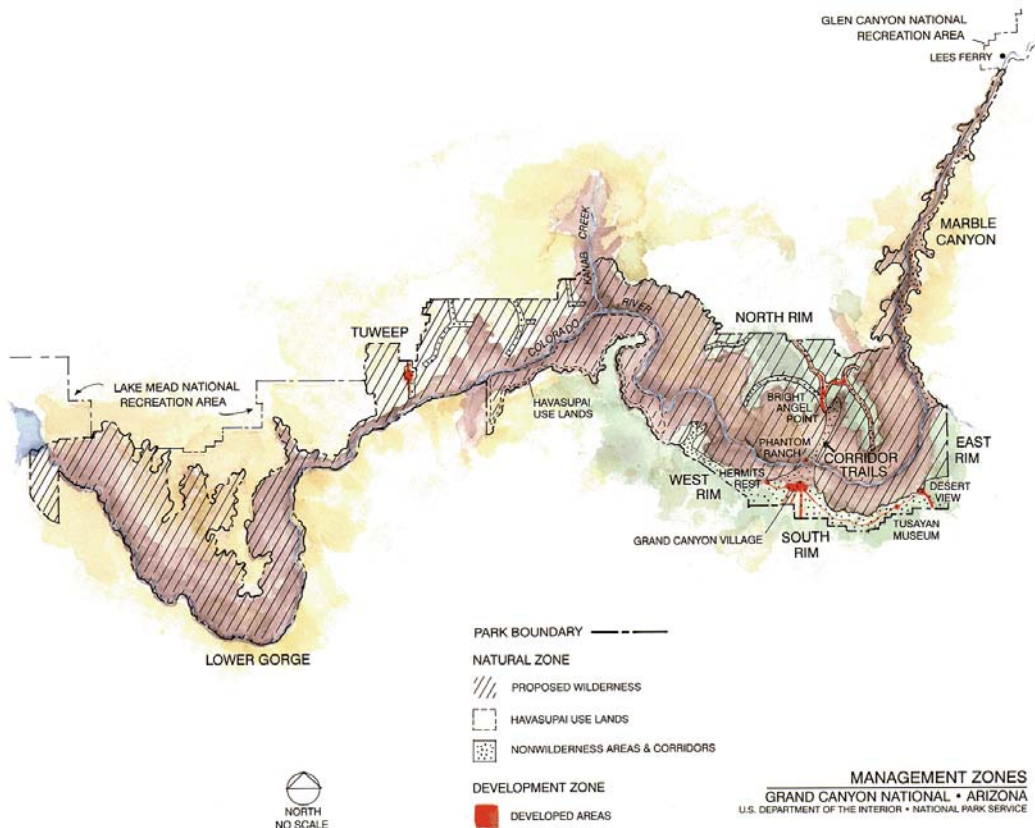 GLEN CANYON NATIONAL
RECREATION AREA
LEES FERRY
MARBLE
CANYON
KANAB CREEK
COLORADO RIVER
NORTH RIM
TUWEEP
LAKE MEAD NATIONAL
RECREATION AREA
HAVASUPAI
USE LANDS
BRIGHT
ANGEL
POINT
PHANTOM
RANCH
CORRIDOR
TRAILS
EAST
RIM
WEST
RIM
HERMITS
REST
DESERT
VIEW
TUSAYAN
MUSEUM
GRAND CANYON VILLAGE
SOUTH
RIM
LOWER GORGE
PARK BOUNDARY
NATURAL ZONE
PROPOSED WILDERNESS
HAVASUPAI USE LANDS
NONWILDERNESS AREAS & CORRIDORS
DEVELOPMENT ZONE
DEVELOPED AREAS
NORTH
NO SCALE
MANAGEMENT ZONES
GRAND CANYON NATIONAL • ARIZONA
U.S. DEPARTMENT OF THE INTERIOR • NATIONAL PARK SERVICE